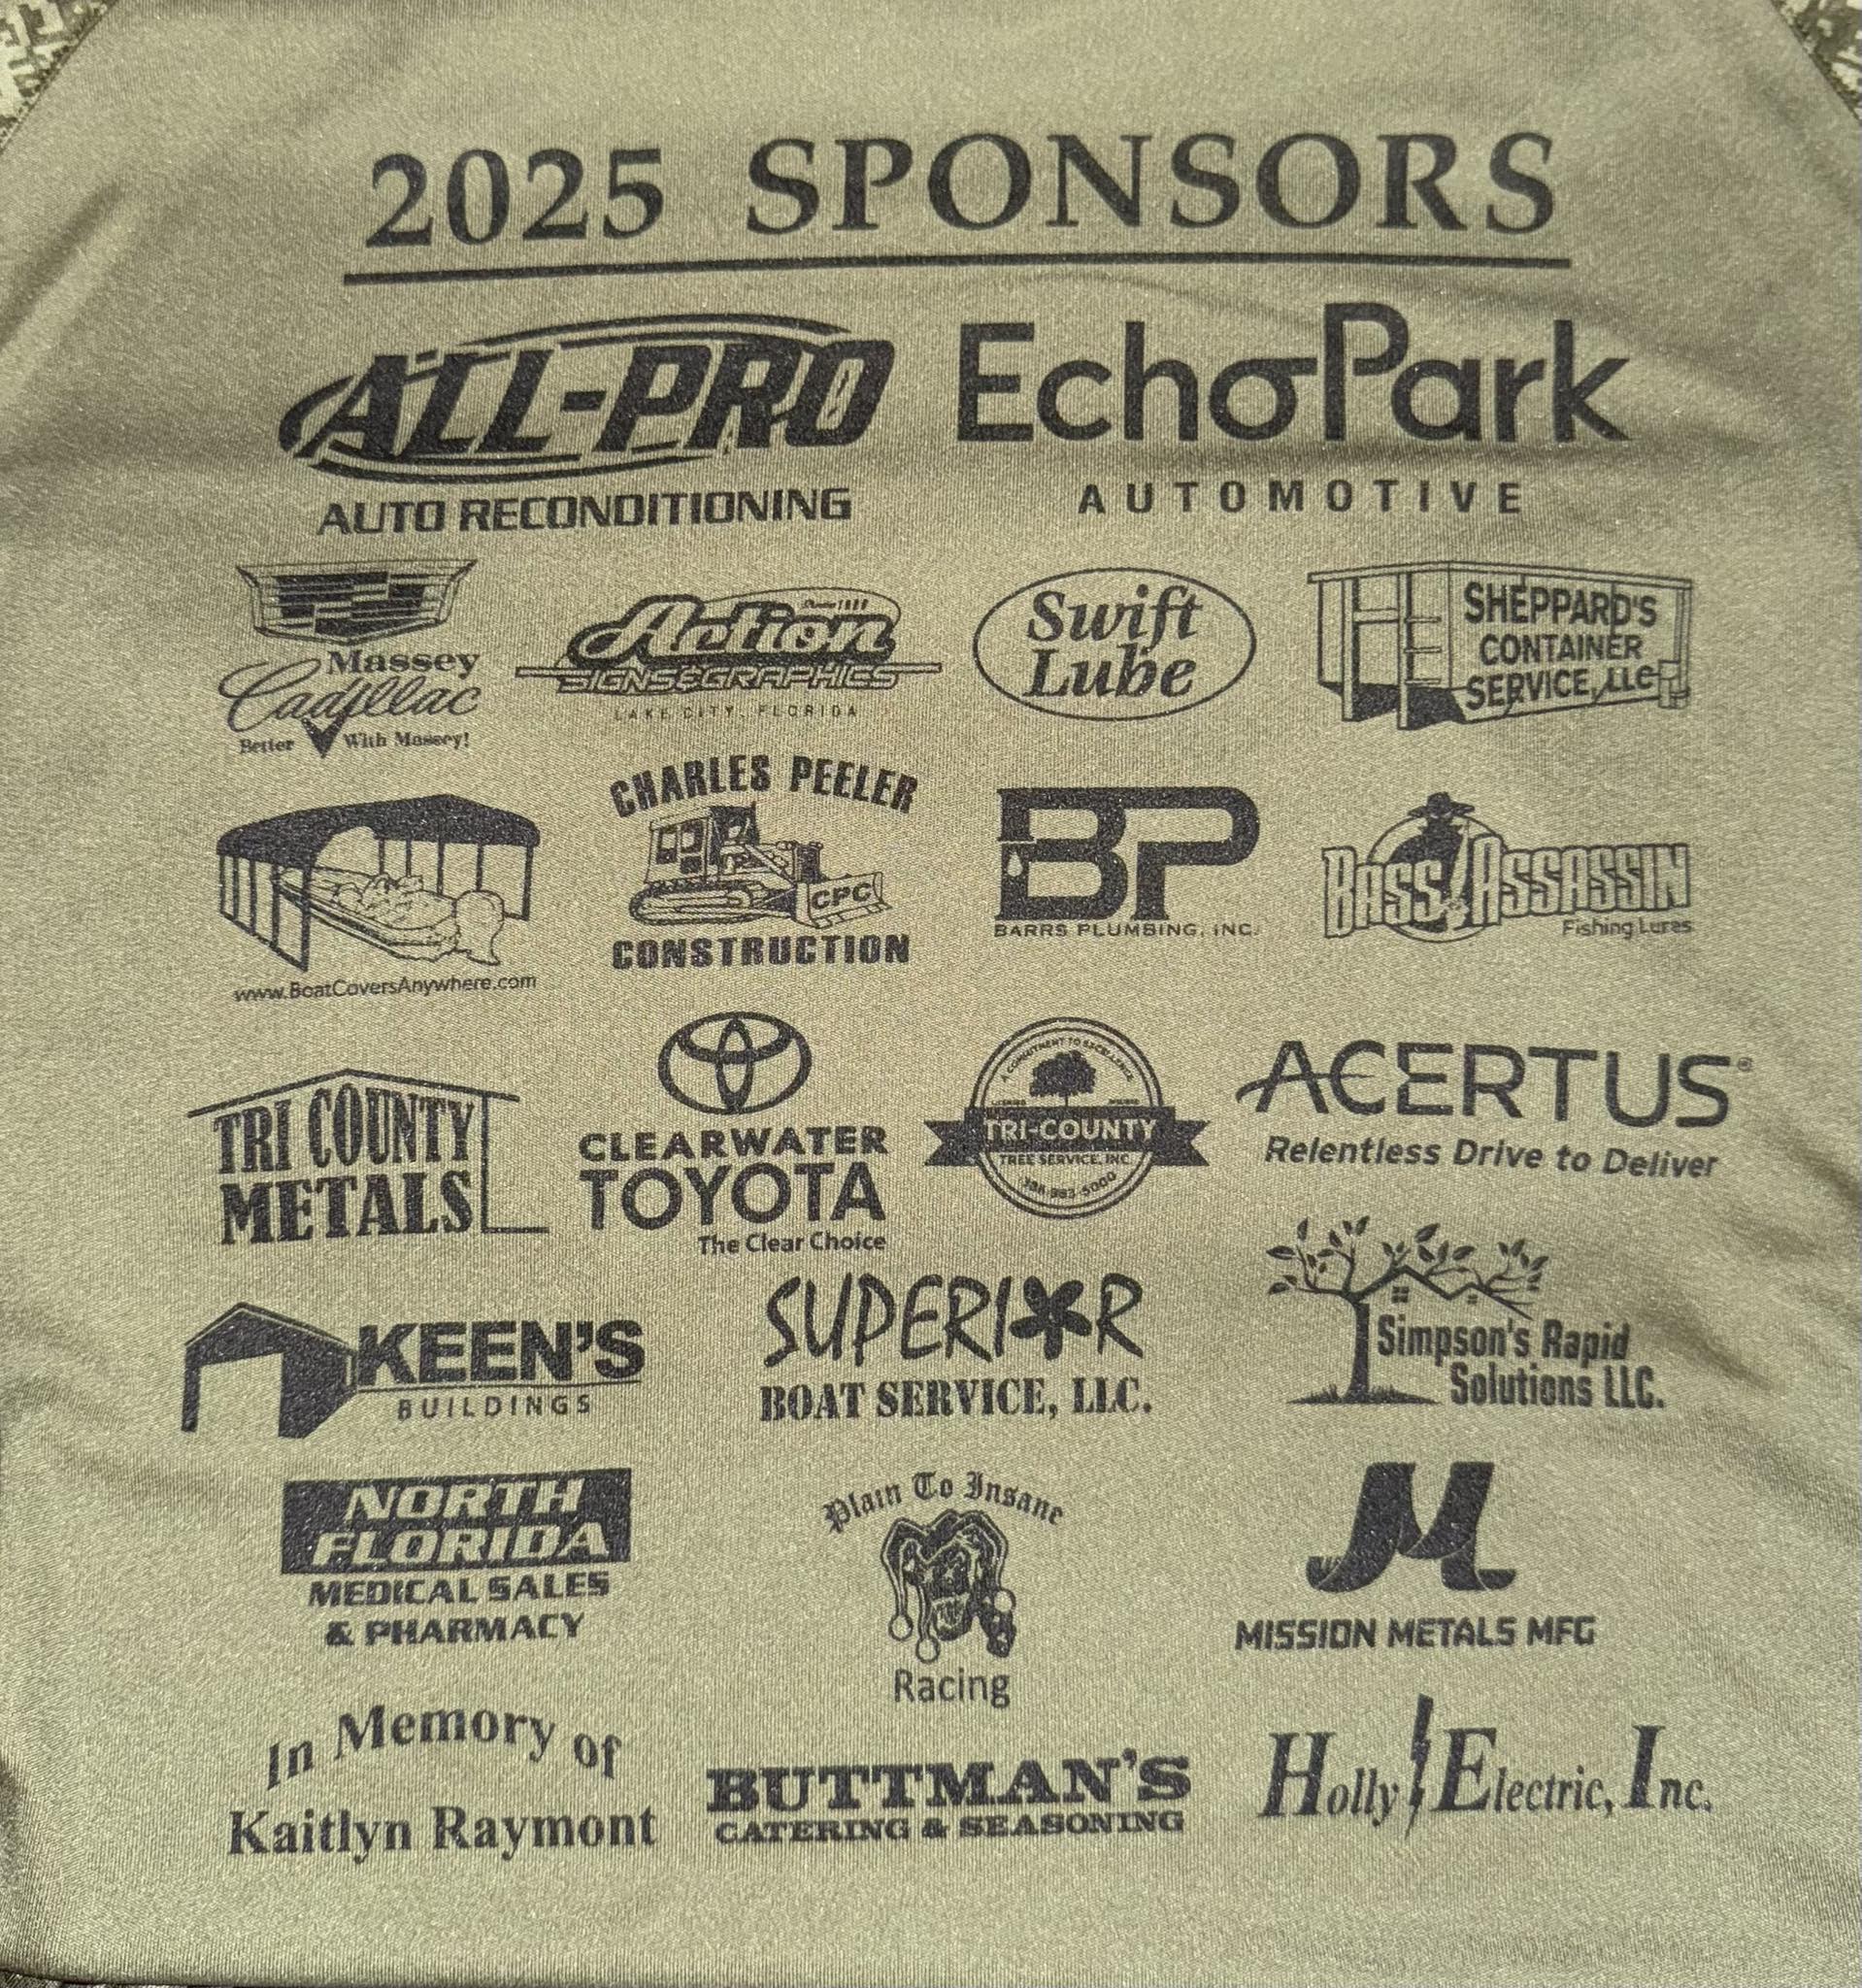 2025 SPONSORS
ALL-PRO
AUTO RECONDITIONING
EchoPark
AUTOMOTIVE
Massey
Cadillac
Better With Massey!
Action
SIGNS & GRAPHICS
LAKE CITY, FLORIDA
Swift
Lube
SHEPPARD'S
CONTAINER
SERVICE, LLC
www.BoatCoversAnywhere.com
CHARLES PEELER
CPC
CONSTRUCTION
BP
BARRS PLUMBING, INC.
BASS ASSASSIN
Fishing Lures
TRI COUNTY
METALS
CLEARWATER
TOYOTA
The Clear Choice
A COMMITMENT TO EXCELLENCE
TRI-COUNTY
TREE SERVICE, INC.
ACERTUS®
Relentless Drive to Deliver
KEEN'S
BUILDINGS
SUPERIOR
BOAT SERVICE, LLC.
Simpson's Rapid
Solutions LLC.
NORTH
FLORIDA
MEDICAL SALES
& PHARMACY
Plain To Insane
Racing
M
MISSION METALS MFG
In Memory of
Kaitlyn Raymont
BUTTMAN'S
CATERING & SEASONING
Holly Electric, Inc.